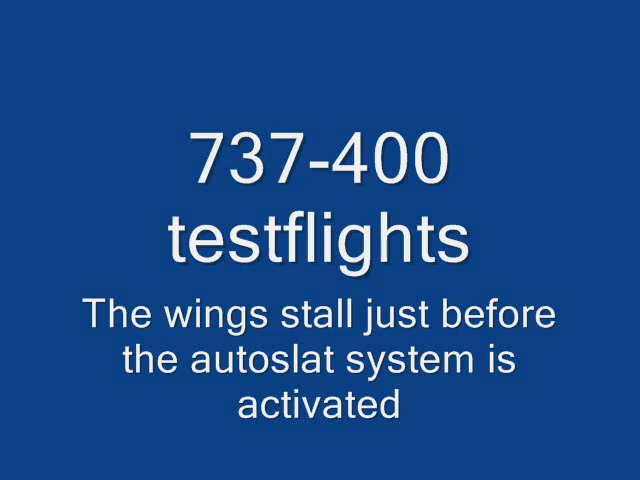 737-400
testflights
The wings stall just before
the autoslat system is
activated